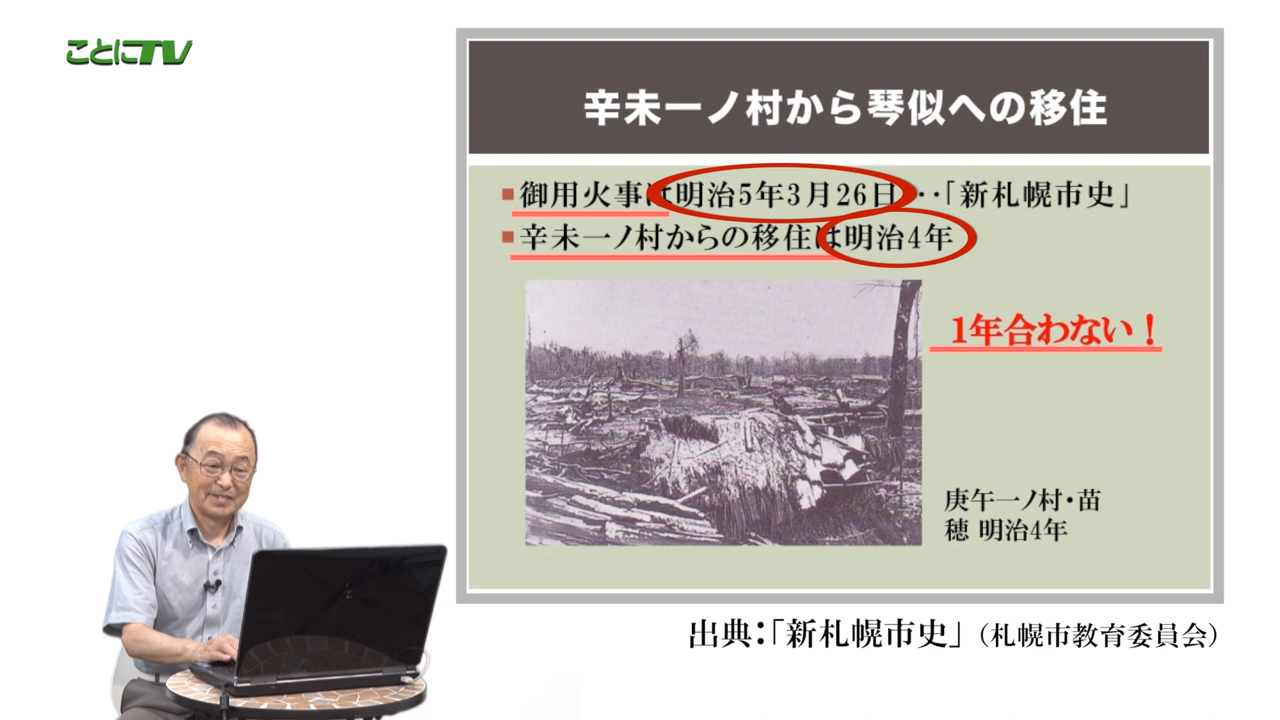 ことにTV
辛未一ノ村から琴似への移住
■御用火事は明治5年3月26日‥「新札幌市史」
■辛未一ノ村からの移住は明治4年
1年合わない！
庚午一ノ村・苗
穂 明治4年
出典：「新札幌市史」（札幌市教育委員会）